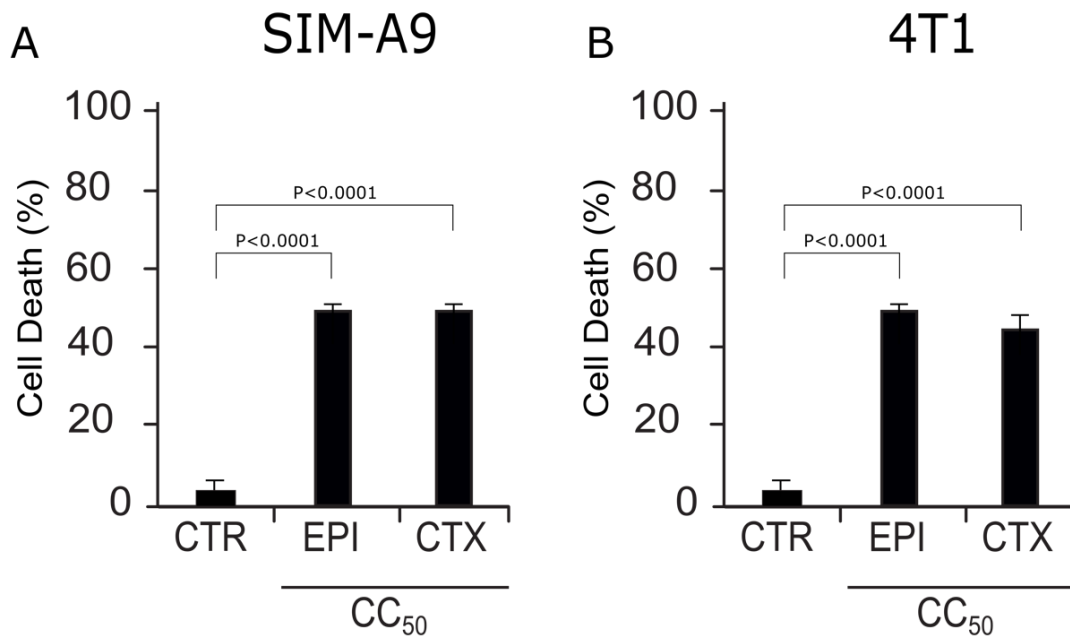 A
SIM-A9
100
80
60
40
20
0
Cell Death (%)
P<0.0001
P<0.0001
CTR
EPI
CTX
CC50
B
4T1
100
80
60
40
20
0
Cell Death (%)
P<0.0001
P<0.0001
CTR
EPI
CTX
CC50